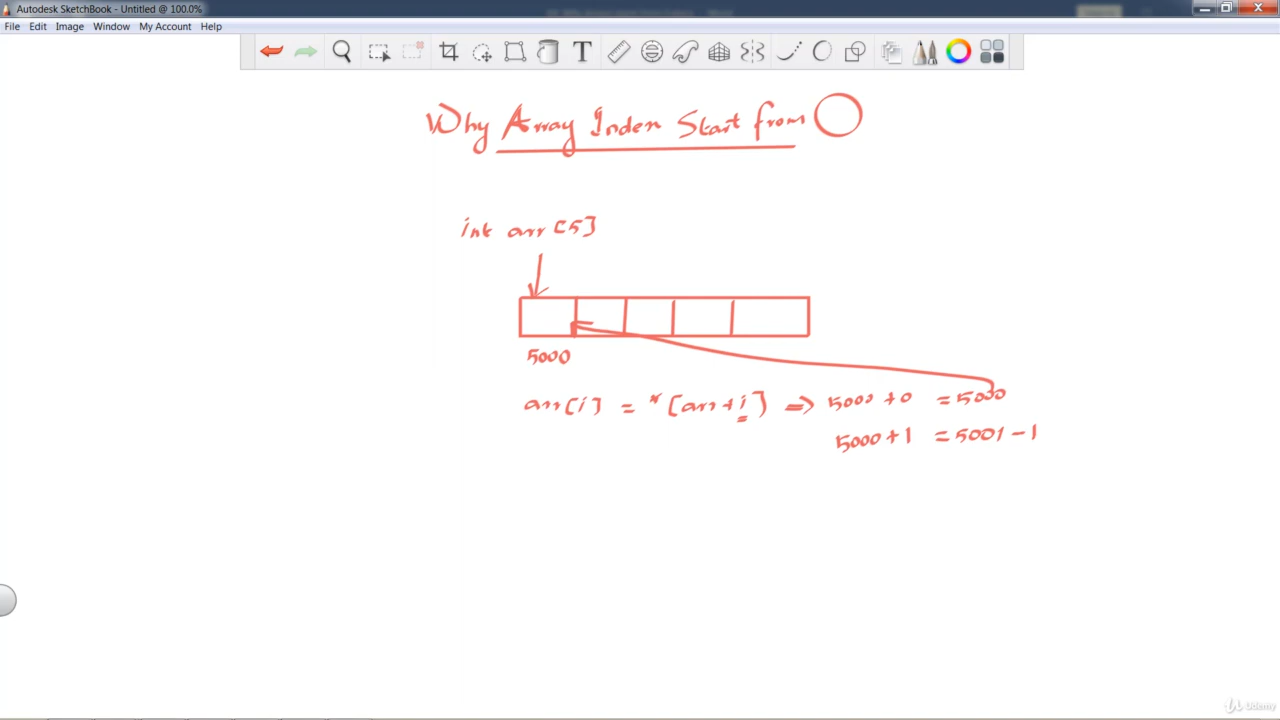 Autodesk SketchBook - Untitled @ 100.0%
File Edit Image Window My Account Help
Why Array Index Start from 0
int arr[5]
5000
arr[i] = *[arr+i] => 5000 + 0 = 5000
5000 + 1 = 5001 - 1
Udemy